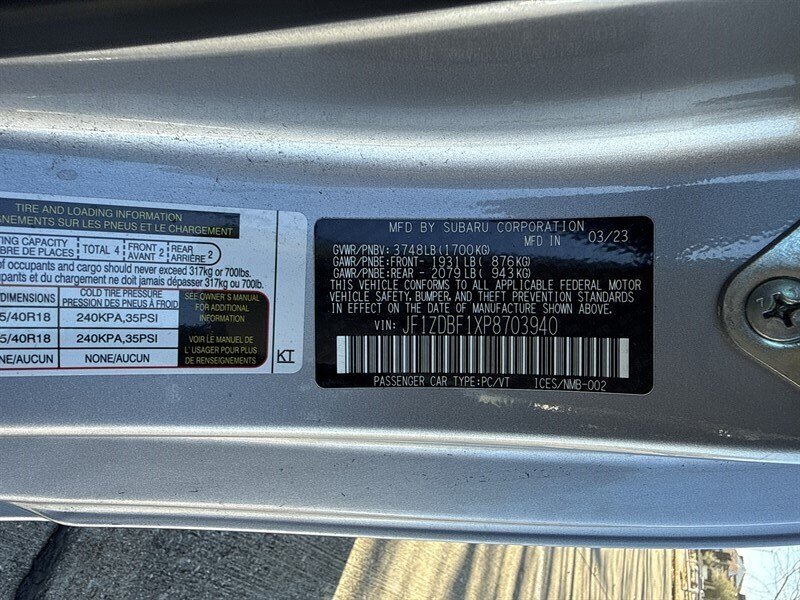 TIRE AND LOADING INFORMATION
GNEMENTS SUR LES PNEUS ET LE CHARGEMENT
TING CAPACITY
BRE DE PLACES
TOTAL 4
FRONT AVANT 2
REAR ARRIÈRE 2
of occupants and cargo should never exceed 317kg or 700lbs.
upants et du chargement ne doit jamais dépasser 317kg ou 700lb.
DIMENSIONS
COLD TIRE PRESSURE
PRESSION DES PNEUS A FROID
5/40R18 240KPA,35PSI
5/40R18 240KPA,35PSI
NE/AUCUN NONE/AUCUN
SEE OWNER'S MANUAL
FOR ADDITIONAL
INFORMATION
VOIR LE MANUEL DE
L'USAGER POUR PLUS
DE RENSEIGNEMENTS
KT
MFD BY SUBARU CORPORATION
MFD IN 03/23
GVWR/PNBV: 3748LB(1700KG)
GAWR/PNBE:FRONT- 1931LB( 876KG)
GAWR/PNBE:REAR - 2079LB( 943KG)
THIS VEHICLE CONFORMS TO ALL APPLICABLE FEDERAL MOTOR
VEHICLE SAFETY, BUMPER, AND THEFT PREVENTION STANDARDS
IN EFFECT ON THE DATE OF MANUFACTURE SHOWN ABOVE.
VIN: JF1ZDBF1XP8703940
PASSENGER CAR TYPE:PC/VT ICES/NMB-002
7